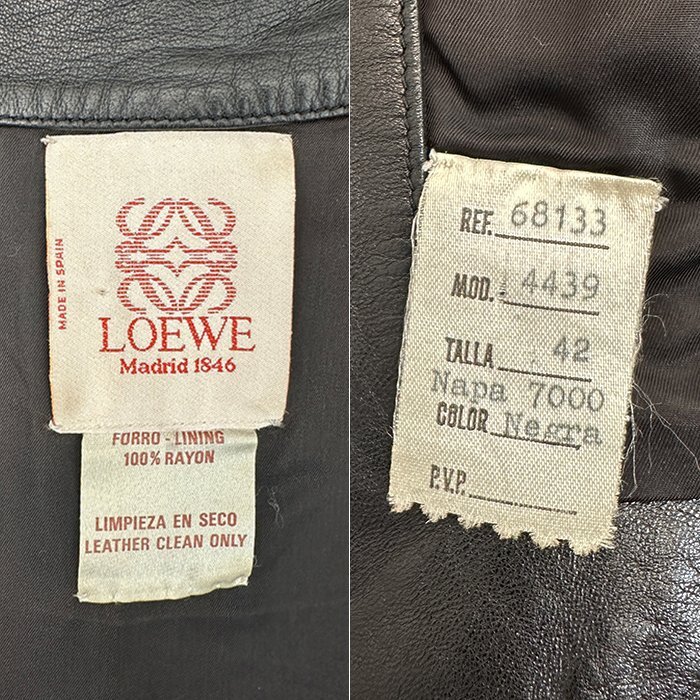 MADE IN SPAIN
LOEWE
Madrid 1846
FORRO - LINING
100% RAYON
LIMPIEZA EN SECO
LEATHER CLEAN ONLY
REF. 68133
MOD. 4439
TALLA 42
Napa 7000
COLOR Negra
P.V.P.